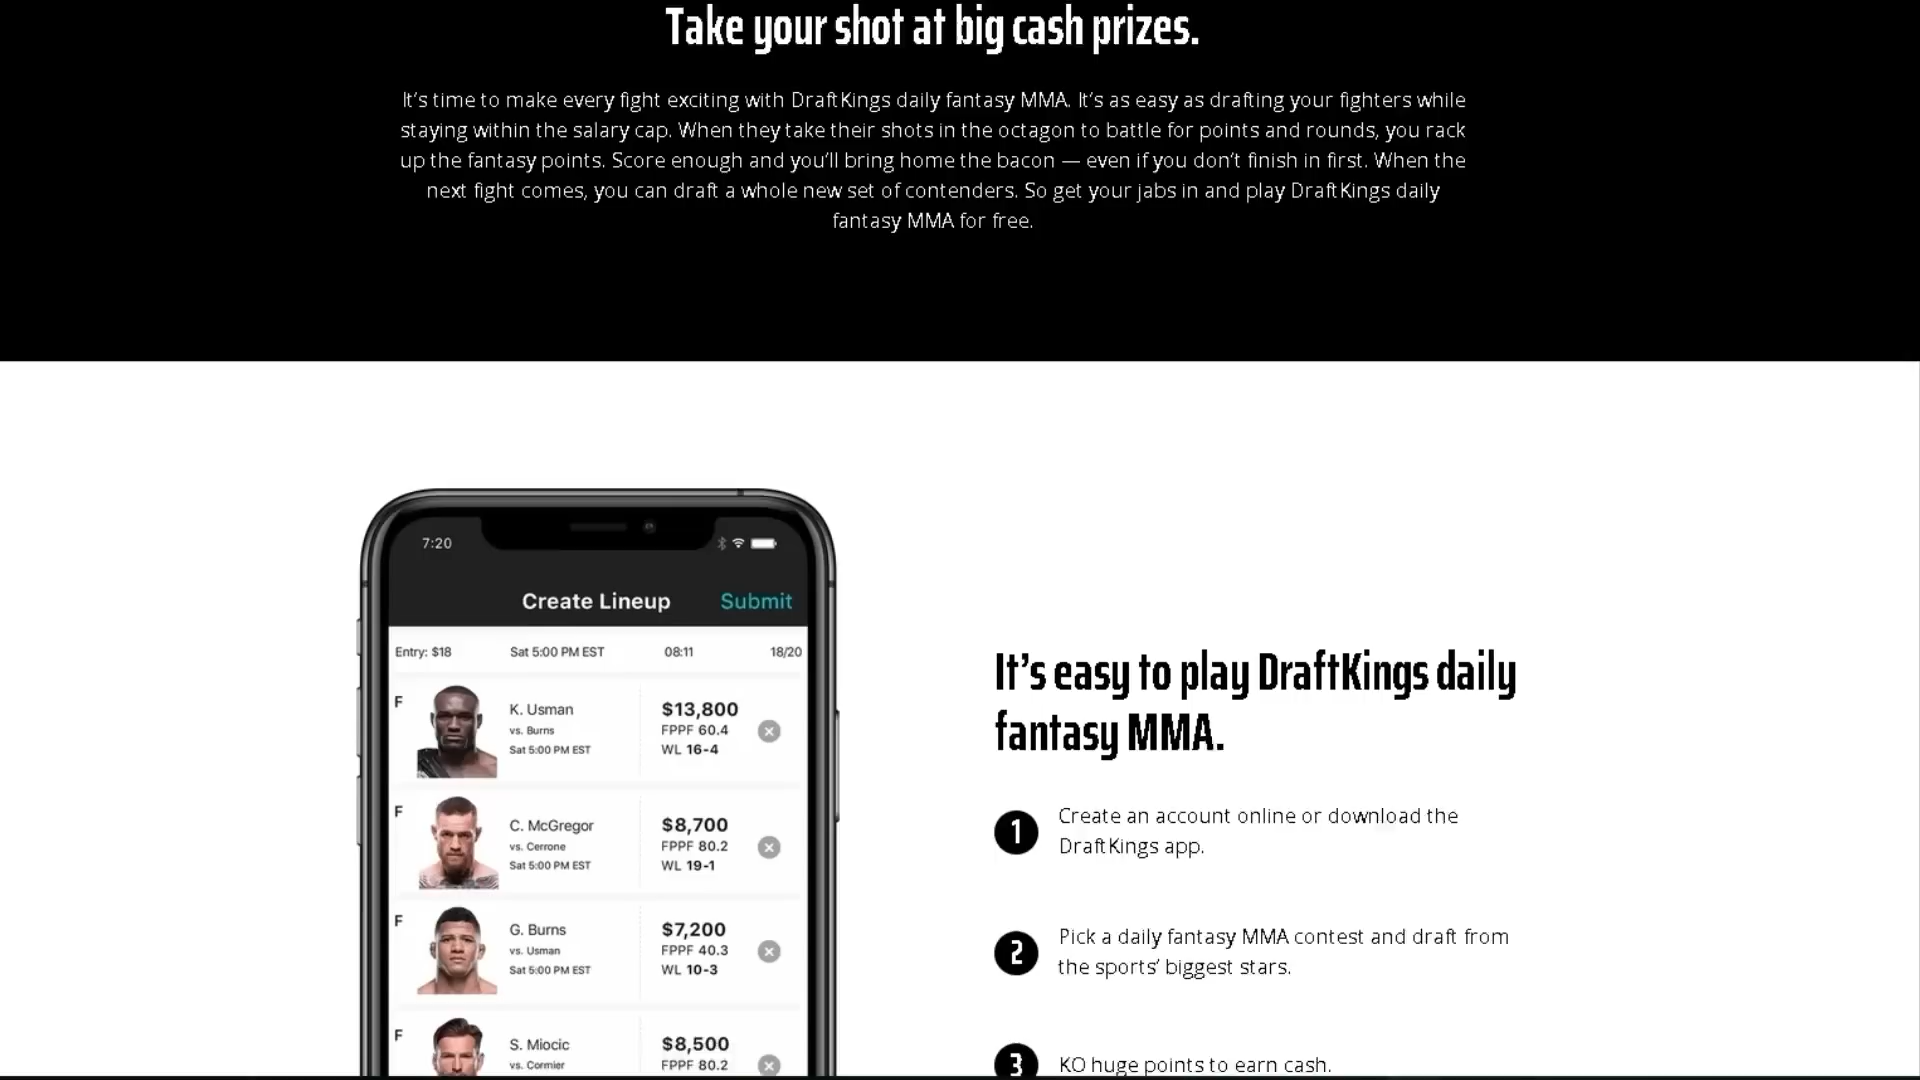 Take your shot at big cash prizes.
It’s time to make every fight exciting with DraftKings daily fantasy MMA. It’s as easy as drafting your fighters while
staying within the salary cap. When they take their shots in the octagon to battle for points and rounds, you rack
up the fantasy points. Score enough and you’ll bring home the bacon — even if you don’t finish in first. When the
next fight comes, you can draft a whole new set of contenders. So get your jabs in and play DraftKings daily
fantasy MMA for free.
7:20
Create Lineup Submit
Entry: $18 Sat 5:00 PM EST 08:11 18/20
F
K. Usman
vs. Burns
Sat 5:00 PM EST
$13,800
FPPF 60.4
WL 16-4
F
C. McGregor
vs. Cerrone
Sat 5:00 PM EST
$8,700
FPPF 80.2
WL 19-1
F
G. Burns
vs. Usman
Sat 5:00 PM EST
$7,200
FPPF 40.3
WL 10-3
F
S. Miocic
vs. Cormier
$8,500
FPPF 80.2
It’s easy to play DraftKings daily
fantasy MMA.
1 Create an account online or download the
DraftKings app.
2 Pick a daily fantasy MMA contest and draft from
the sports’ biggest stars.
3 KO huge points to earn cash.